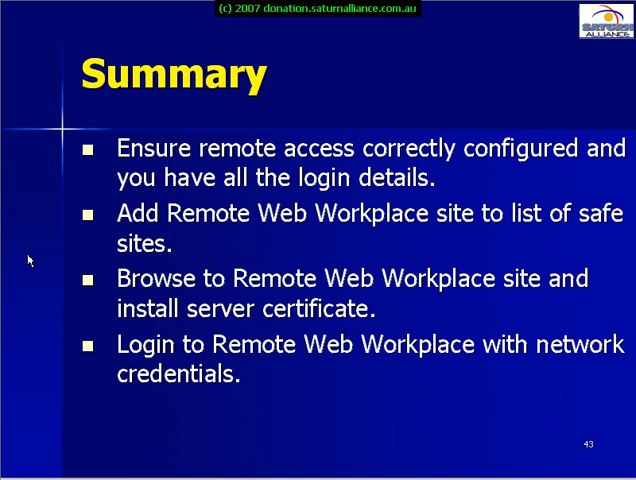 (c) 2007 donation.saturnalliance.com.au
SATURN
ALLIANCE
Summary
Ensure remote access correctly configured and
you have all the login details.
Add Remote Web Workplace site to list of safe
sites.
Browse to Remote Web Workplace site and
install server certificate.
Login to Remote Web Workplace with network
credentials.
43